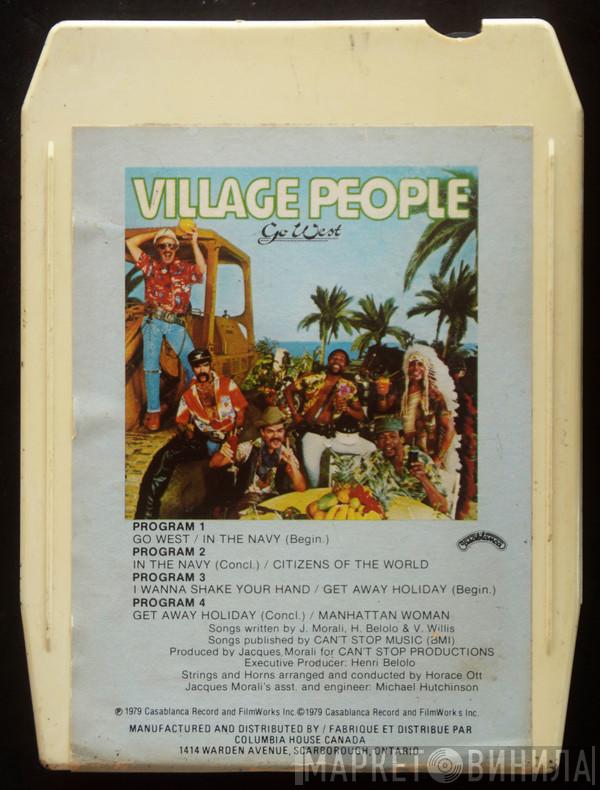 VILLAGE PEOPLE
Go West
PROGRAM 1
GO WEST / IN THE NAVY (Begin.)
PROGRAM 2
IN THE NAVY (Concl.) / CITIZENS OF THE WORLD
PROGRAM 3
I WANNA SHAKE YOUR HAND / GET AWAY HOLIDAY (Begin.)
PROGRAM 4
GET AWAY HOLIDAY (Concl.) / MANHATTAN WOMAN
Casablanca
Songs written by J. Morali, H. Belolo & V. Willis
Songs published by CAN'T STOP MUSIC (BMI)
Produced by Jacques Morali for CAN'T STOP PRODUCTIONS
Executive Producer: Henri Belolo
Strings and Horns arranged and conducted by Horace Ott
Jacques Morali's asst. and engineer: Michael Hutchinson
℗ 1979 Casablanca Record and FilmWorks Inc. ©1979 Casablanca Record and FilmWorks Inc.
MANUFACTURED AND DISTRIBUTED BY / FABRIQUE ET DISTRIBUE PAR
COLUMBIA HOUSE CANADA
1414 WARDEN AVENUE, SCARBOROUGH, ONTARIO
МАРКЕТ ВИНИЛА